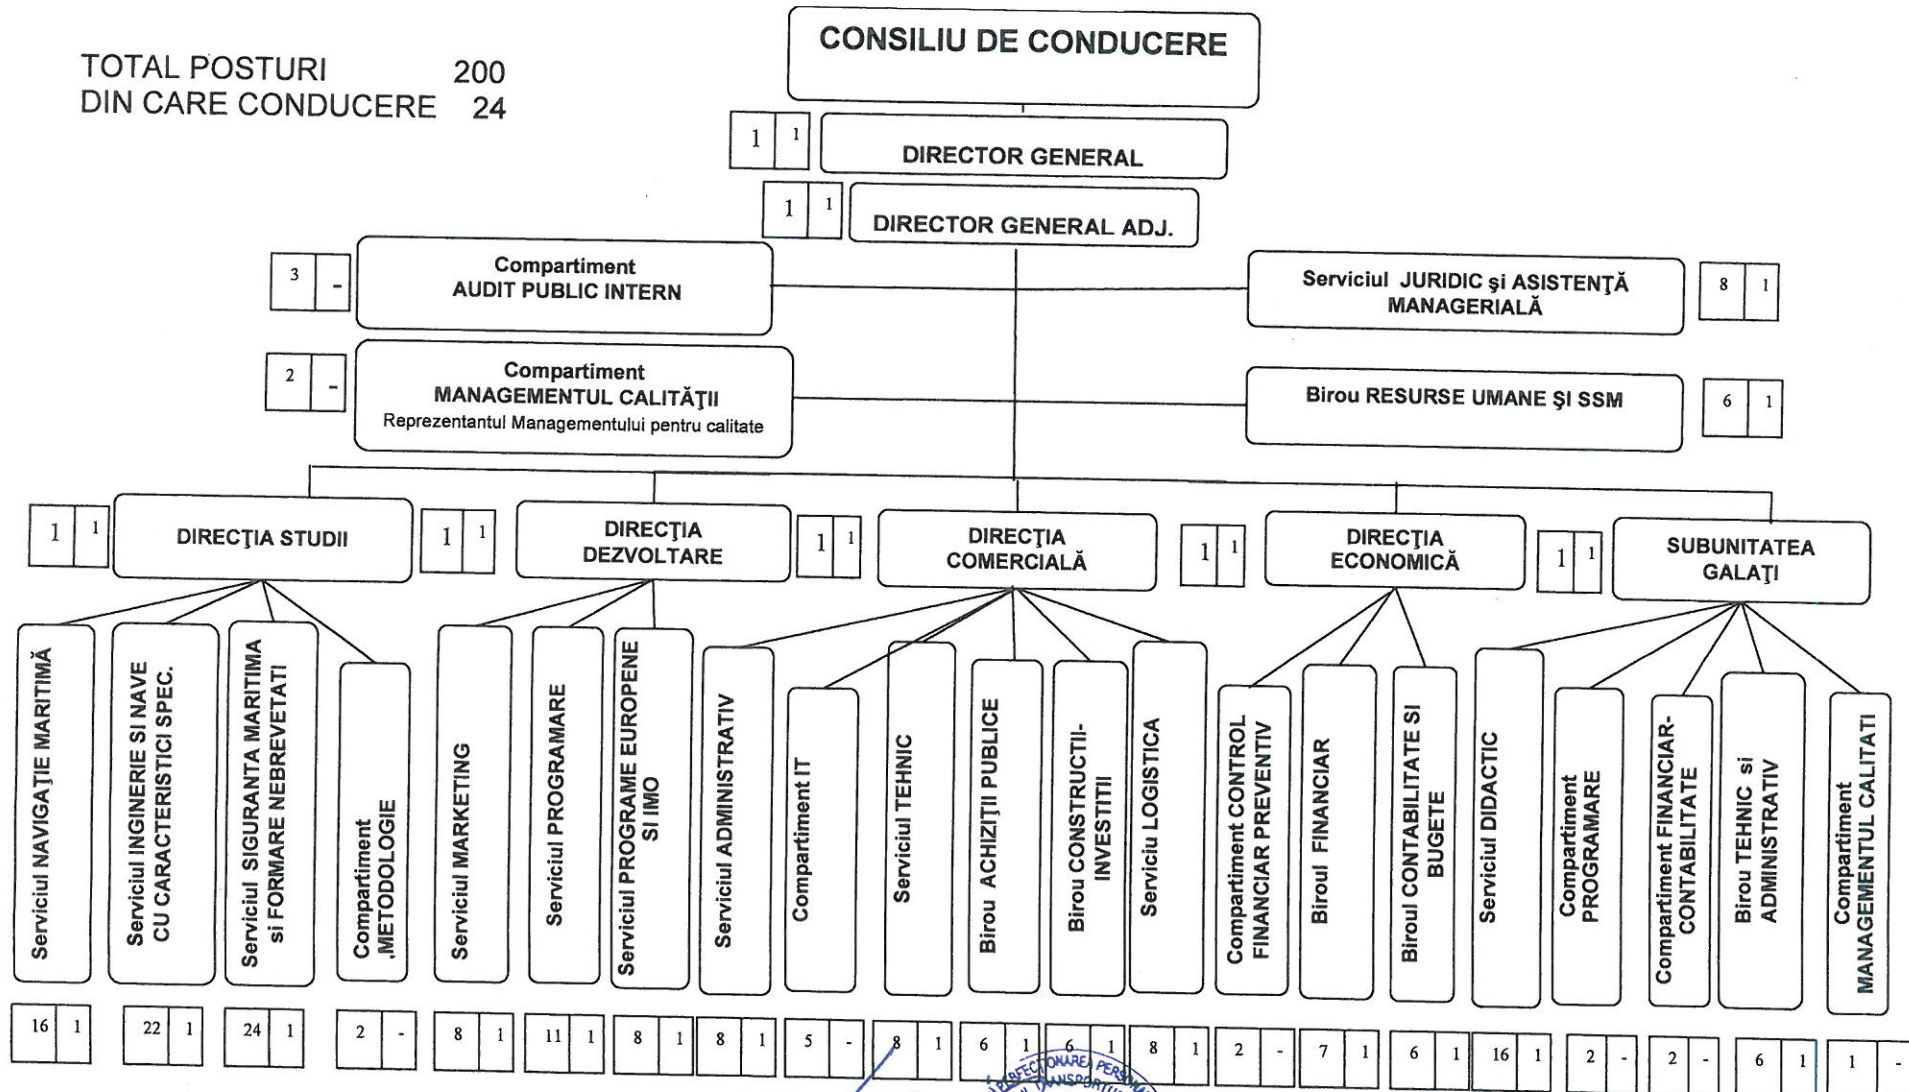 CONSILIU DE CONDUCERE
TOTAL POSTURI 200
DIN CARE CONDUCERE 24
1 1
DIRECTOR GENERAL
1 1
DIRECTOR GENERAL ADJ.
3 -
Compartiment
AUDIT PUBLIC INTERN
Serviciul JURIDIC şi ASISTENŢĂ
MANAGERIALĂ
8 1
2 -
Compartiment
MANAGEMENTUL CALITĂŢII
Reprezentantul Managementului pentru calitate
Birou RESURSE UMANE ŞI SSM
6 1
1 1
DIRECŢIA STUDII
1 1
DIRECŢIA
DEZVOLTARE
1 1
DIRECŢIA
COMERCIALĂ
1 1
DIRECŢIA
ECONOMICĂ
1 1
SUBUNITATEA
GALAŢI
Serviciul NAVIGAŢIE MARITIMĂ
Serviciul INGINERIE SI NAVE
CU CARACTERISTICI SPEC.
Serviciul SIGURANTA MARITIMA
si FORMARE NEBREVETATI
Compartiment
.METODOLOGIE
Serviciul MARKETING
Serviciul PROGRAMARE
Serviciul PROGRAME EUROPENE
SI IMO
Serviciul ADMINISTRATIV
Compartiment IT
Serviciul TEHNIC
Birou ACHIZIŢII PUBLICE
Birou CONSTRUCTII-
INVESTITII
Serviciu LOGISTICA
Compartiment CONTROL
FINANCIAR PREVENTIV
Biroul FINANCIAR
Biroul CONTABILITATE SI
BUGETE
Serviciul DIDACTIC
Compartiment
PROGRAMARE
Compartiment FINANCIAR-
CONTABILITATE
Birou TEHNIC si
ADMINISTRATIV
Compartiment
MANAGEMENTUL CALITATI
16 1
22 1
24 1
2 -
8 1
11 1
8 1
8 1
5 -
8 1
6 1
6 1
8 1
2 -
7 1
6 1
16 1
2 -
2 -
6 1
1 -